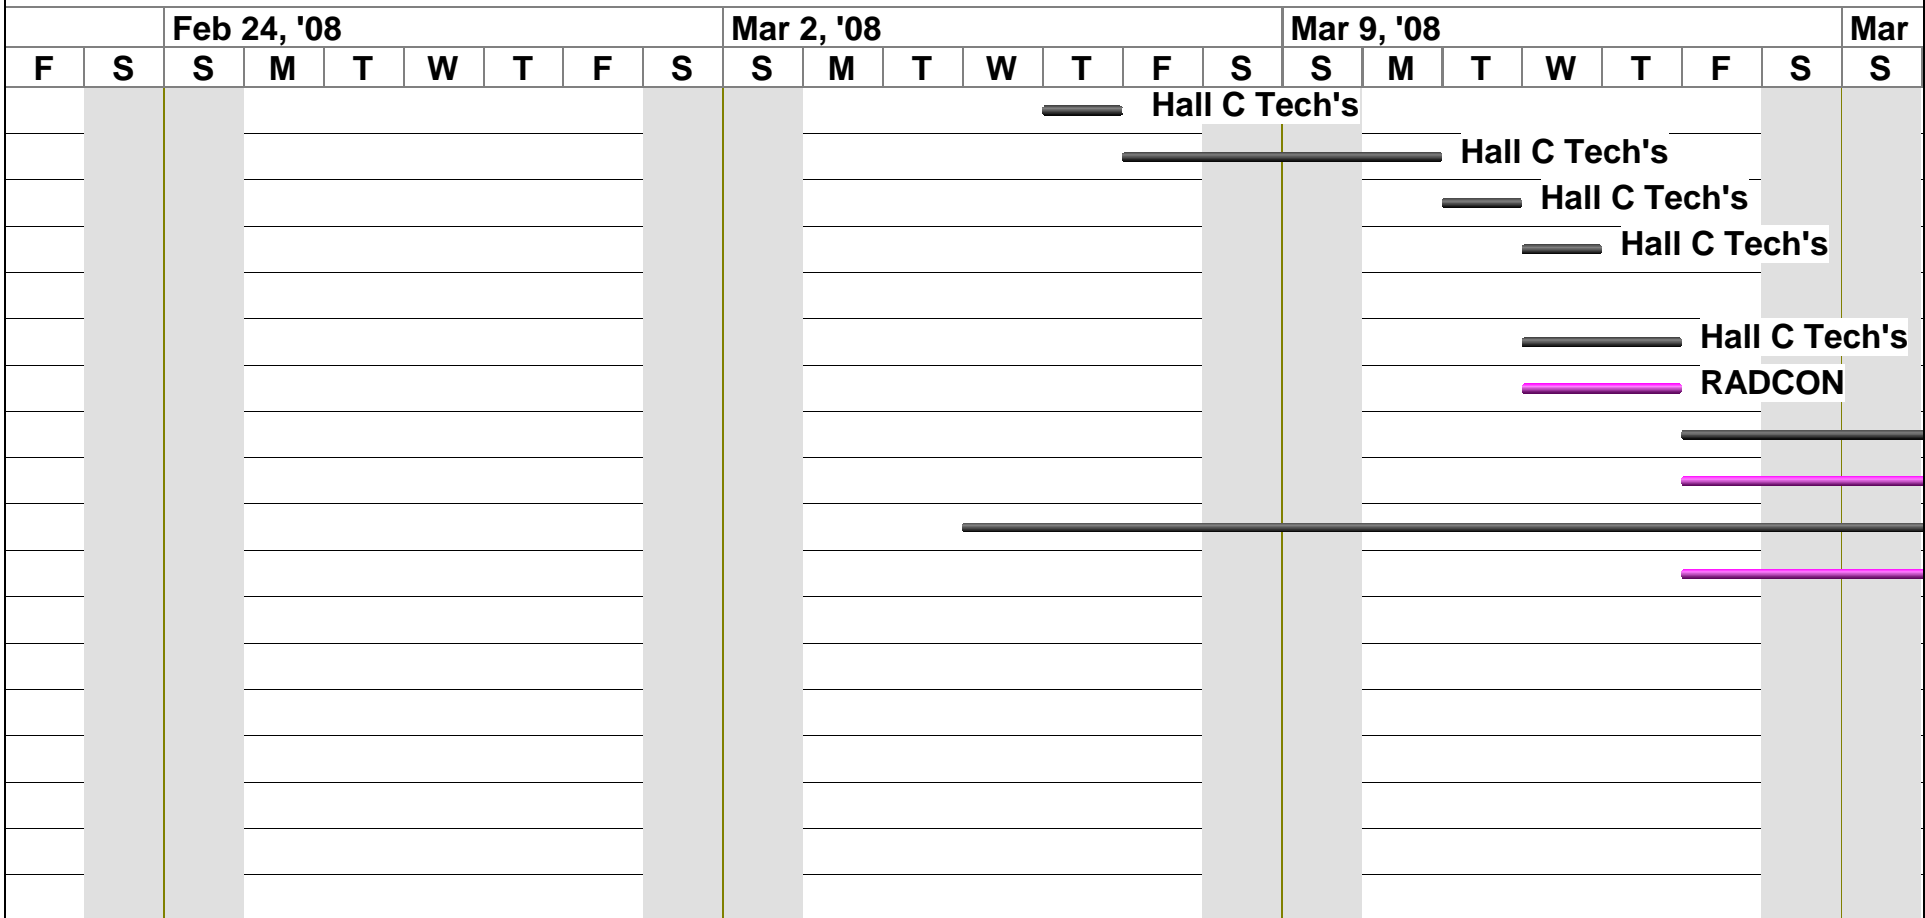 Feb 24, '08 Mar 2, '08 Mar 9, '08 Mar
F S S M T W T F S S M T W T F S S M T W T F S S
Hall C Tech's
Hall C Tech's
Hall C Tech's
Hall C Tech's
Hall C Tech's
RADCON